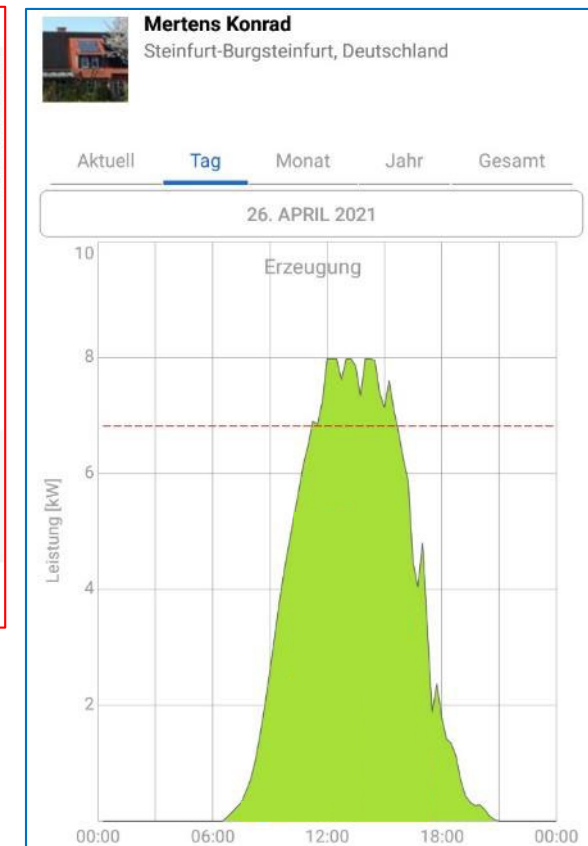 Mertens Konrad
Steinfurt-Burgsteinfurt, Deutschland
Aktuell Tag Monat Jahr Gesamt
26. APRIL 2021
Erzeugung
Leistung [kW]
10
8
6
4
2
00:00 06:00 12:00 18:00 00:00